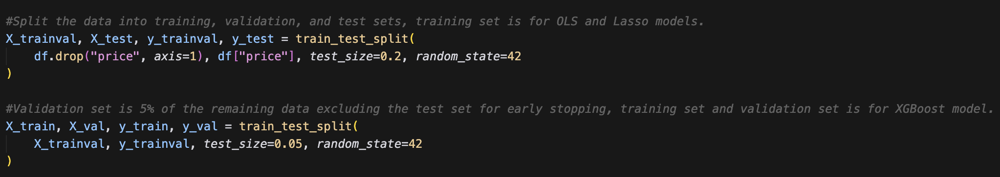 #Split the data into training, validation, and test sets, training set is for OLS and Lasso models.
X_trainval, X_test, y_trainval, y_test = train_test_split(
    df.drop("price", axis=1), df["price"], test_size=0.2, random_state=42
)

#Validation set is 5% of the remaining data excluding the test set for early stopping, training set and validation set is for XGBoost model.
X_train, X_val, y_train, y_val = train_test_split(
    X_trainval, y_trainval, test_size=0.05, random_state=42
)